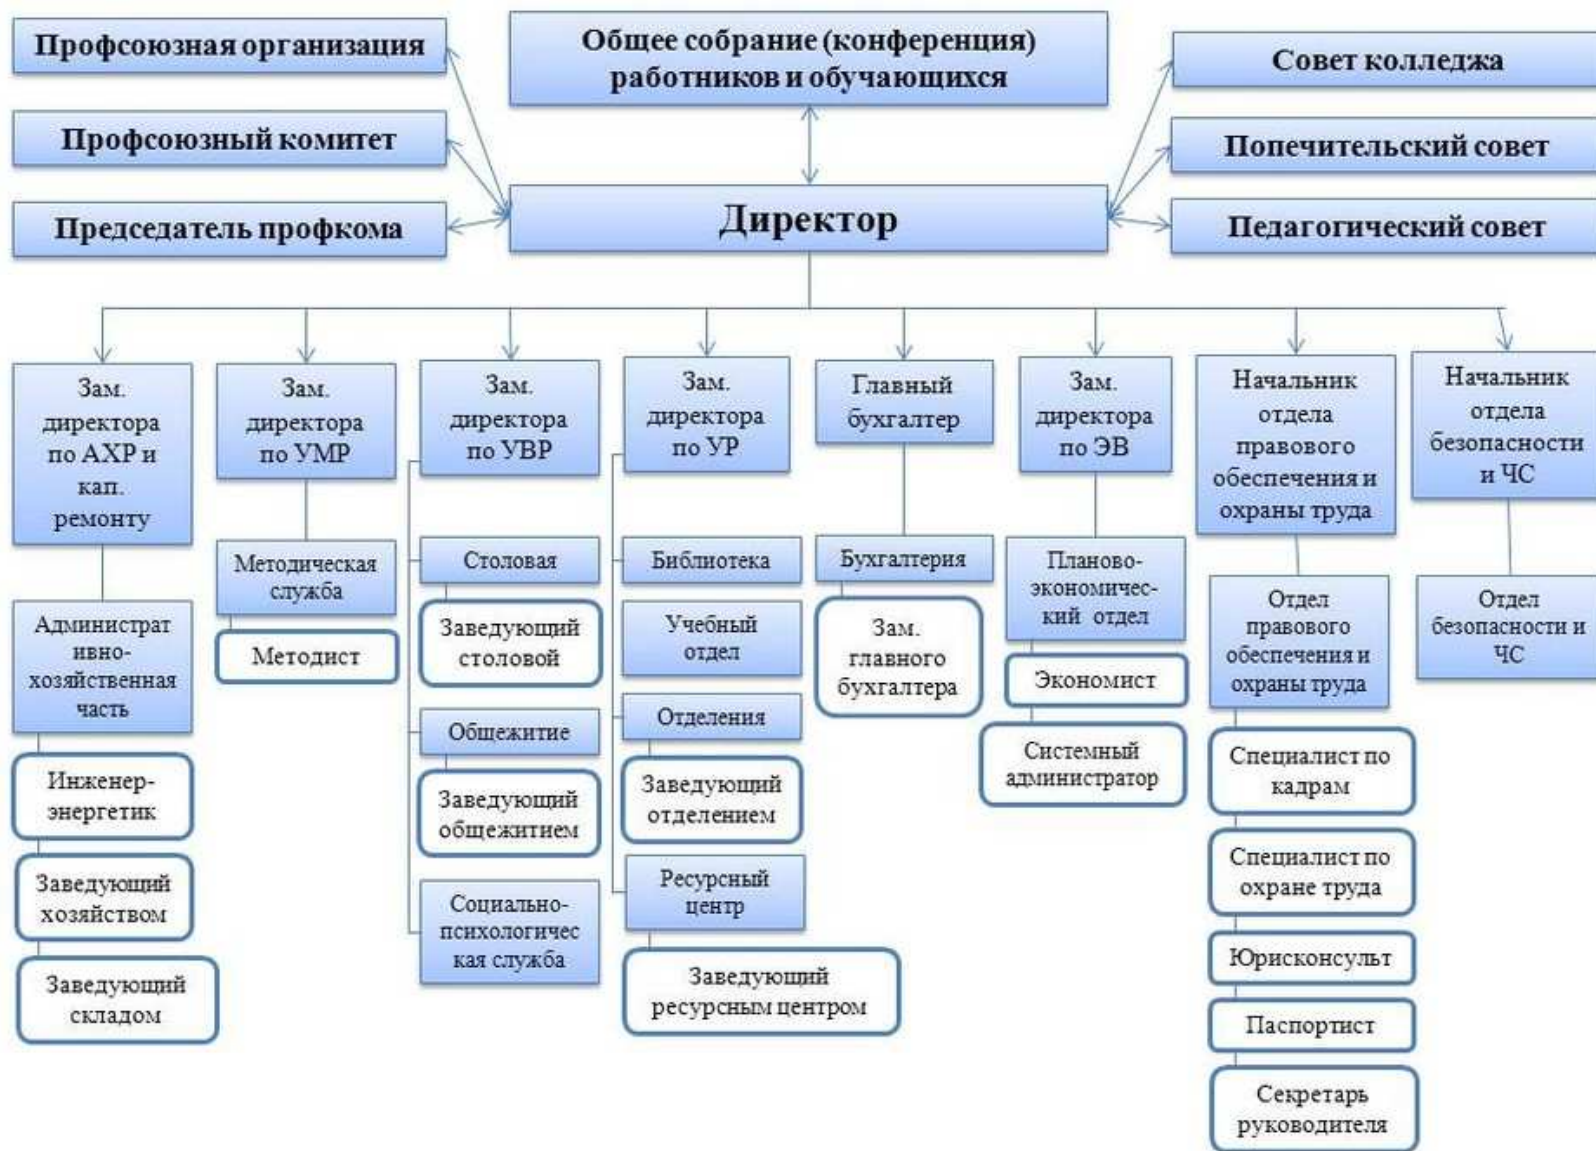 Профсоюзная организация
Общее собрание (конференция)
работников и обучающихся
Совет колледжа
Профсоюзный комитет
Попечительский совет
Председатель профкома
Директор
Педагогический совет
Зам.
директора
по АХР и
кап.
ремонту
Административно-
хозяйственная
часть
Инженер-
энергетик
Заведующий
хозяйством
Заведующий
складом
Зам.
директора
по УМР
Методическая
служба
Методист
Зам.
директора
по УВР
Столовая
Заведующий
столовой
Общежитие
Заведующий
общежитием
Социально-
психологичес
кая служба
Зам.
директора
по УР
Библиотека
Учебный
отдел
Отделения
Заведующий
отделением
Ресурсный
центр
Заведующий
ресурсным центром
Главный
бухгалтер
Бухгалтерия
Зам.
главного
бухгалтера
Зам.
директора
по ЭВ
Планово-
экономичес-
кий отдел
Экономист
Системный
администратор
Начальник
отдела
правового
обеспечения и
охраны труда
Отдел
правового
обеспечения и
охраны труда
Специалист по
кадрам
Специалист по
охране труда
Юрисконсульт
Паспортист
Секретарь
руководителя
Начальник
отдела
безопасности
и ЧС
Отдел
безопасности и
ЧС